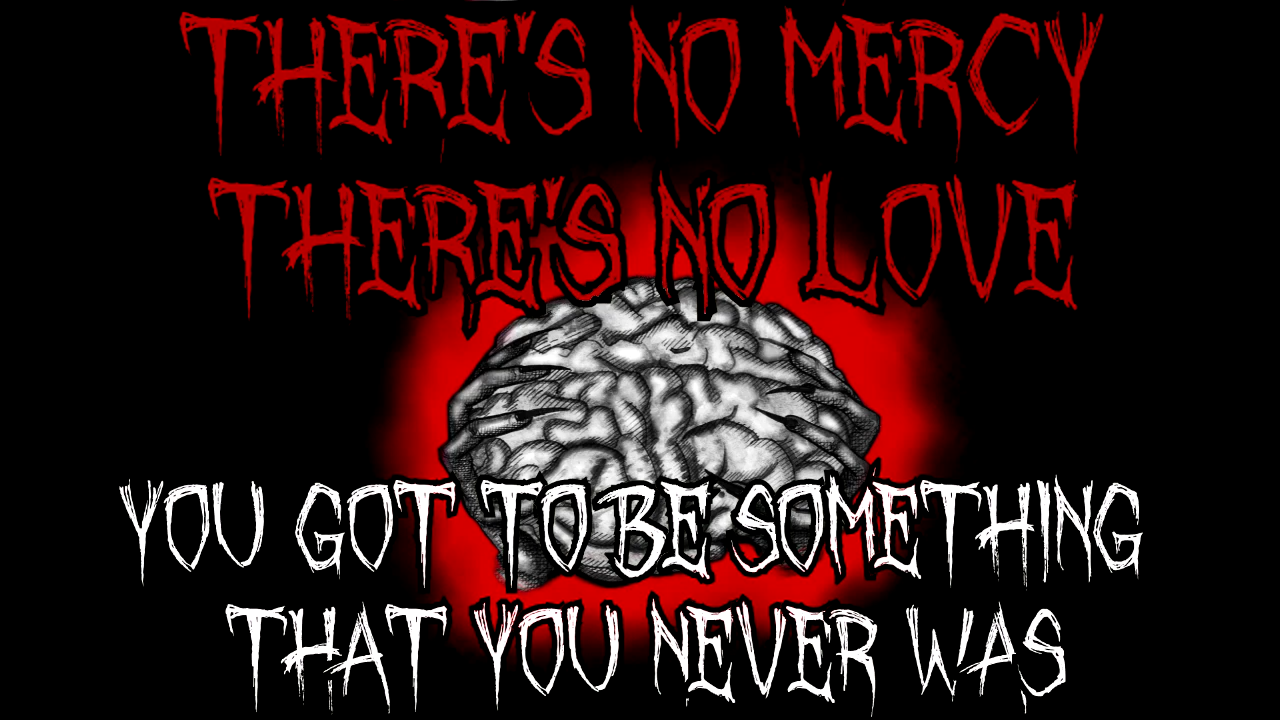 THERE'S NO MERCY
THERE'S NO LOVE
YOU GOT TO BE SOMETHING
THAT YOU NEVER WAS